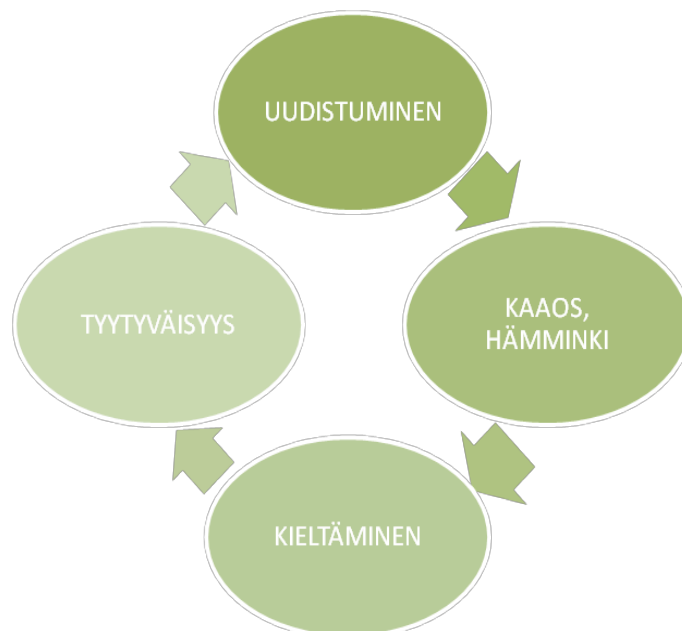 UUDISTUMINEN
KAAOS,
HÄMMINKI
KIELTÄMINEN
TYYTYVÄISYYS